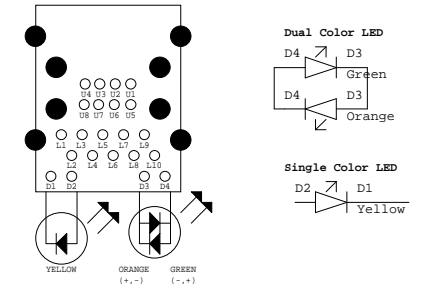 U4 U3 U2 U1
U8 U7 U6 U5
L1 L3 L5 L7 L9
L2 L4 L6 L8 L10
D1 D2 D3 D4
YELLOW ORANGE GREEN
(+,-) (-,+)
Dual Color LED
D4 D3
Green
D4 D3
Orange
Single Color LED
D2 D1
Yellow